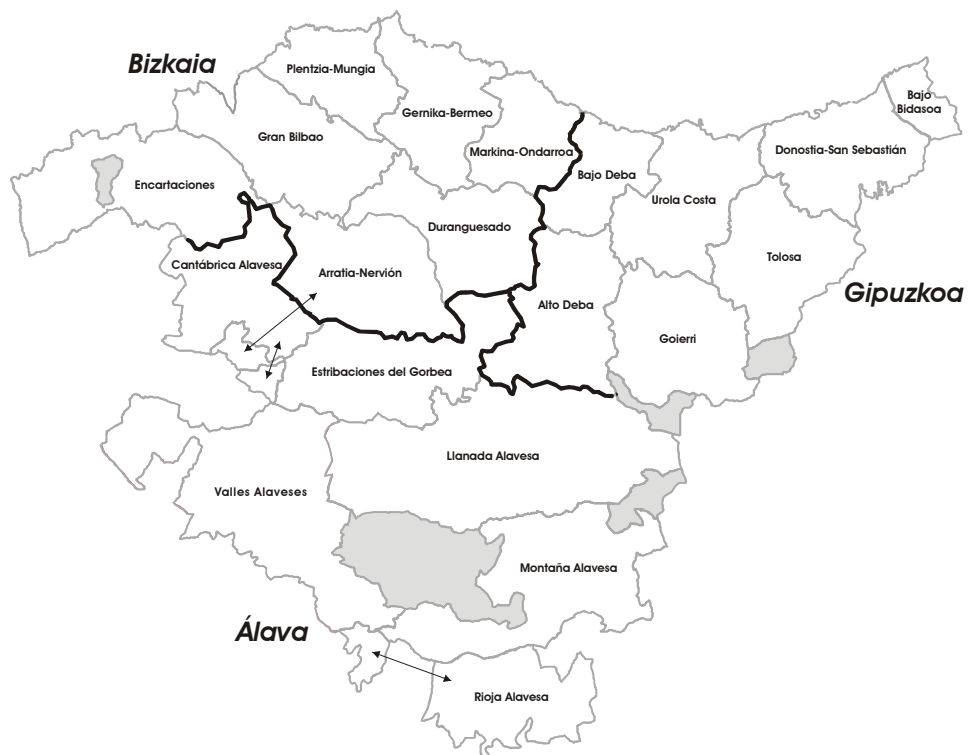 Bizkaia
Plentzia-Mungia
Bajo
Bidasoa
Gernika-Bermeo
Gran Bilbao
Markina-Ondarroa
Donostia-San Sebastián
Bajo Deba
Encartaciones
Urola Costa
Duranguesado
Tolosa
Cantábrica Alavesa
Arratia-Nervión
Gipuzkoa
Alto Deba
Goierri
Estribaciones del Gorbea
Llanada Alavesa
Valles Alaveses
Montaña Alavesa
Álava
Rioja Alavesa